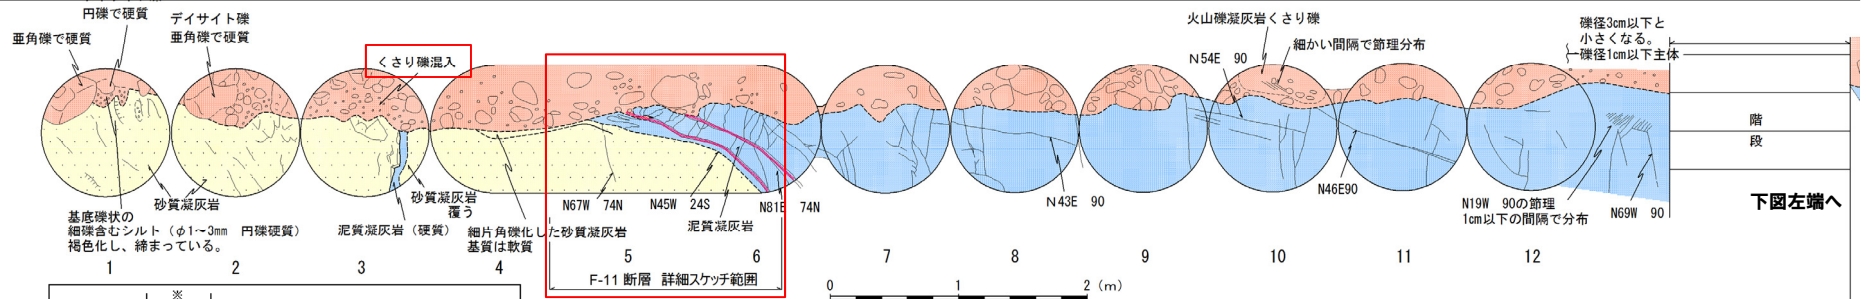 円礫で硬質
亜角礫で硬質
デイサイト礫
亜角礫で硬質
くさり礫混入
火山礫凝灰岩くさり礫
細かい間隔で節理分布
N54E 90
礫径3cm以下と
小さくなる。
礫径1cm以下主体
階
段
下図左端へ
砂質凝灰岩
基底礫状の
細礫含むシルト(φ1~3mm 円礫硬質)
褐色化し、締まっている。
砂質凝灰岩
覆う
泥質凝灰岩(硬質)
細片角礫化した砂質凝灰岩
基質は軟質
N67W 74N
N45W 24S
N81E 74N
泥質凝灰岩
N43E 90
N46E90
N19W 90の節理
1cm以下の間隔で分布
N69W 90
1 2 3 4 5 6 7 8 9 10 11 12
F-11断層 詳細スケッチ範囲
※
0 1 2 (m)